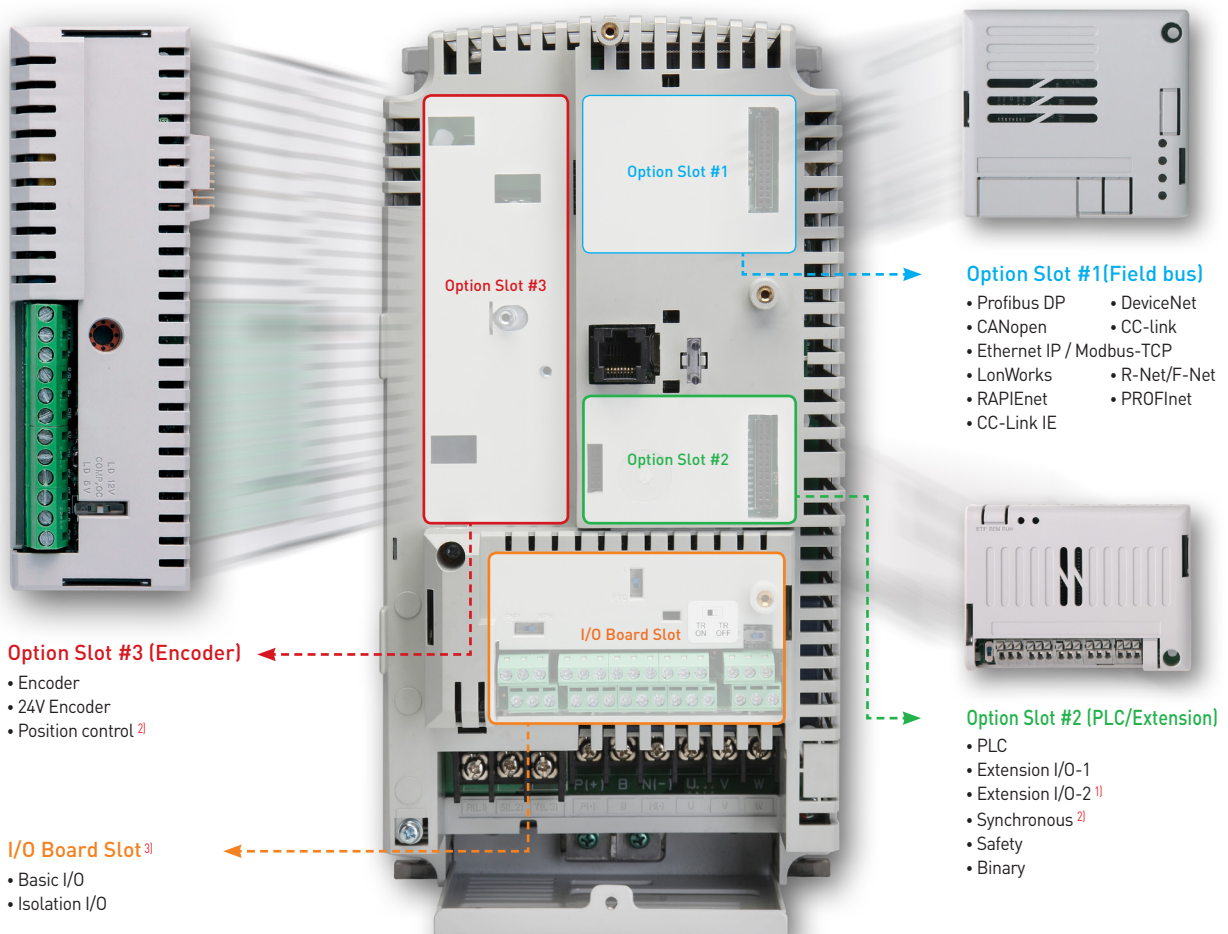 Option Slot #1
Option Slot #3
Option Slot #2
I/O Board Slot
TR ON TR OFF
LD 12V
COMP,OC
LD 5V
P(+) B N(-) U V W
Option Slot #1(Field bus)
• Profibus DP • DeviceNet
• CANopen • CC-link
• Ethernet IP / Modbus-TCP
• LonWorks • R-Net/F-Net
• RAPIEnet • PROFInet
• CC-Link IE
Option Slot #3 (Encoder)
• Encoder
• 24V Encoder
• Position control 2)
Option Slot #2 (PLC/Extension)
• PLC
• Extension I/O-1
• Extension I/O-2 1)
• Synchronous 2)
• Safety
• Binary
I/O Board Slot 3)
• Basic I/O
• Isolation I/O